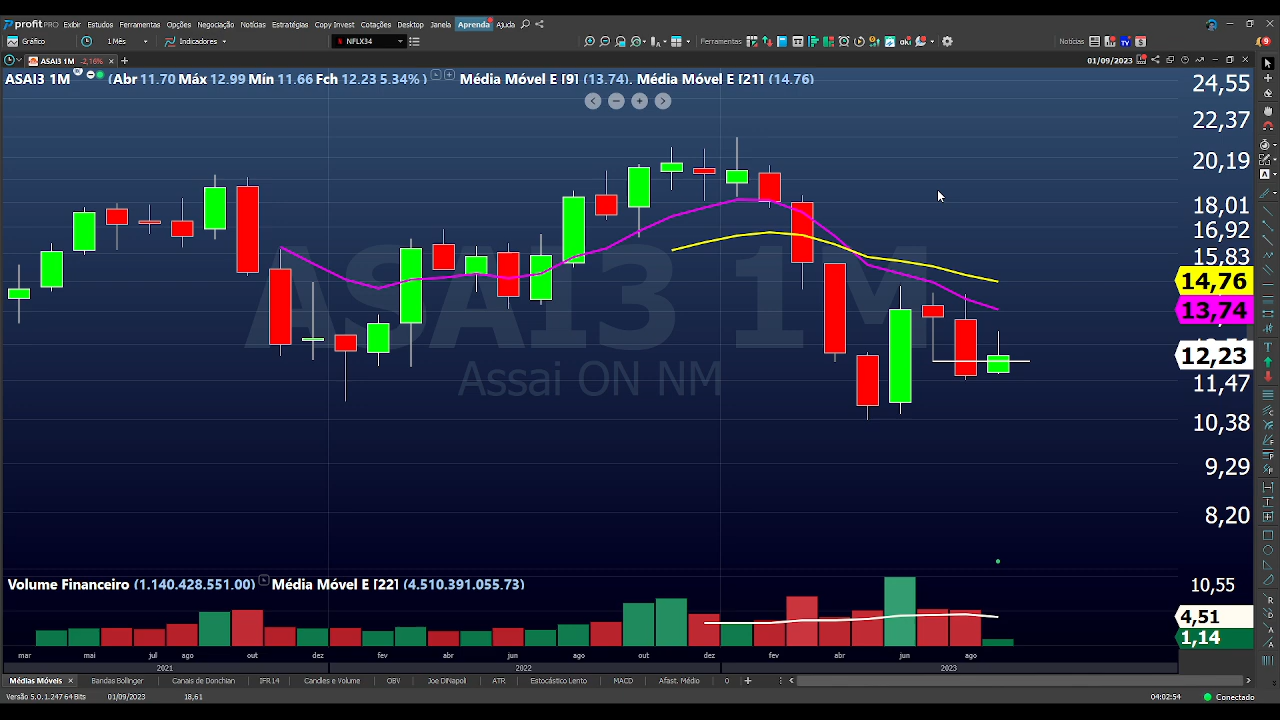 profit PRO Exibir Estudos Ferramentas Opções Negociação Notícias Estratégias Copy Invest Cotações Desktop Janela Aprenda Ajuda
Gráfico 1 Mês Indicadores NFLX34 Ferramentas Notícias 9
ASAI3 1M -2,16% 01/09/2023
ASAI3 1M (Abr 11.70 Máx 12.99 Mín 11.66 Fch 12.23 5.34% ) Média Móvel E [9] (13.74). Média Móvel E [21] (14.76)
24,55
22,37
20,19
18,01
16,92
15,83
14,76
13,74
12,23
11,47
10,38
9,29
8,20
ASAI3 1M
Assai ON NM
Volume Financeiro (1.140.428.551.00) Média Móvel E [22] (4.510.391.055.73)
10,55
4,51
1,14
mar mai jul ago out dez fev abr jun ago out dez fev abr jun ago
2021 2022 2023
Médias Móveis Bandas Bolinger Canais de Donchian IFR14 Candles e Volume OBV Joe DiNapoli ATR Estocástico Lento MACD Afast. Médio 0
Versão 5.0.1.247 64 Bits 01/09/2023 18,61 04:02:54 Conectado